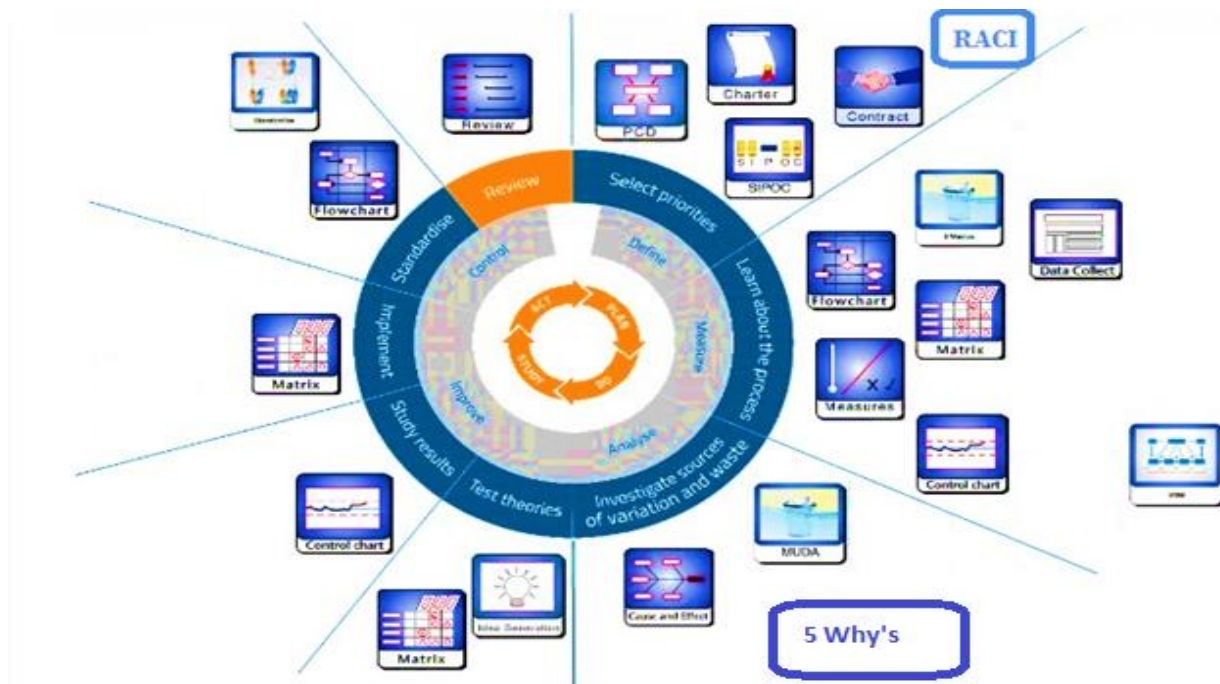 RACI
Charter
Contract
PCD
SIPOC
S I P O C
Review
Flowchart
Review
Select priorities
Standardise
Control
Define
Learn about the process
Data Collect
Flowchart
Matrix
Measures
Measure
ACT
PLAN
STUDY
DO
Implement
Matrix
Improve
Study results
Analyse
Control chart
Test theories
Investigate sources
of variation and waste
Control chart
MUDA
Cause and Effect
Idea Generation
Matrix
5 Why's